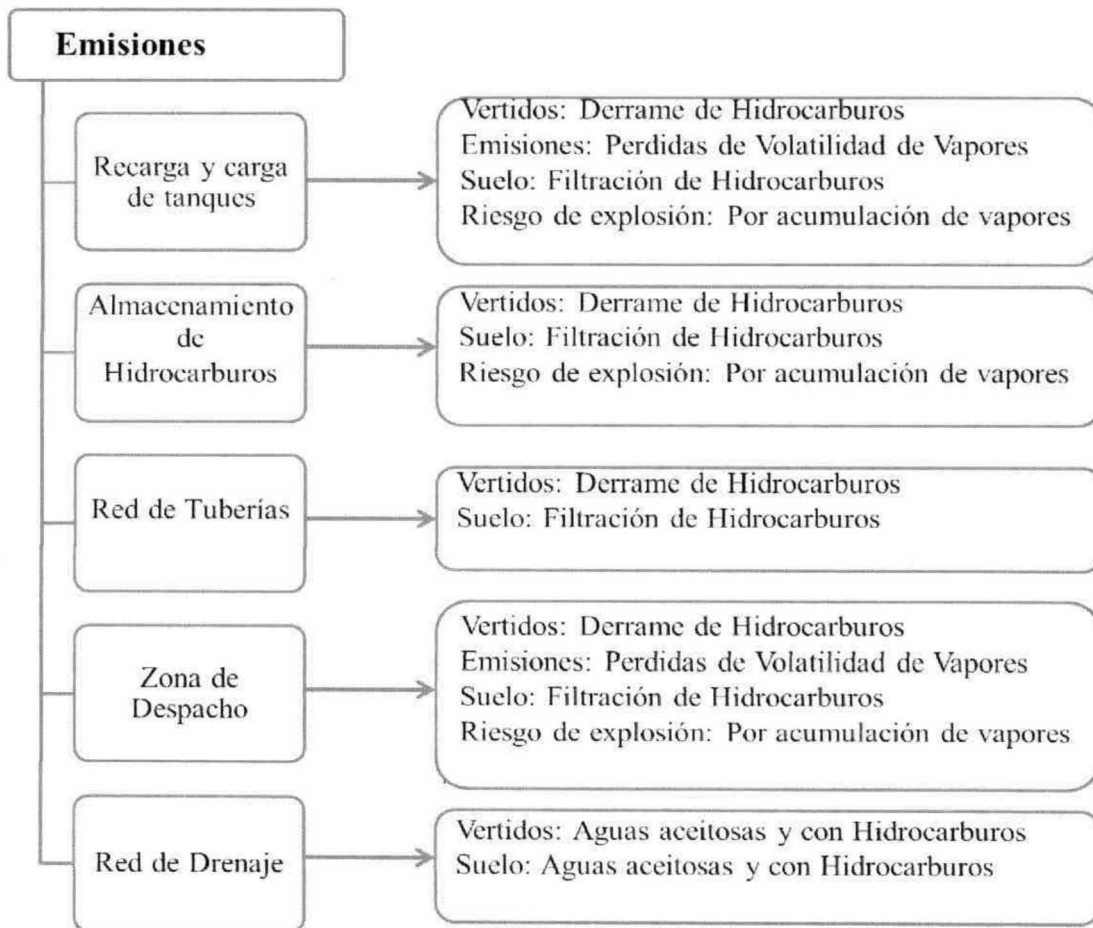 Emisiones
Recarga y carga
de tanques
Vertidos: Derrame de Hidrocarburos
Emisiones: Perdidas de Volatilidad de Vapores
Suelo: Filtración de Hidrocarburos
Riesgo de explosión: Por acumulación de vapores
Almacenamiento
de
Hidrocarburos
Vertidos: Derrame de Hidrocarburos
Suelo: Filtración de Hidrocarburos
Riesgo de explosión: Por acumulación de vapores
Red de Tuberías
Vertidos: Derrame de Hidrocarburos
Suelo: Filtración de Hidrocarburos
Zona de
Despacho
Vertidos: Derrame de Hidrocarburos
Emisiones: Perdidas de Volatilidad de Vapores
Suelo: Filtración de Hidrocarburos
Riesgo de explosión: Por acumulación de vapores
Red de Drenaje
Vertidos: Aguas aceitosas y con Hidrocarburos
Suelo: Aguas aceitosas y con Hidrocarburos